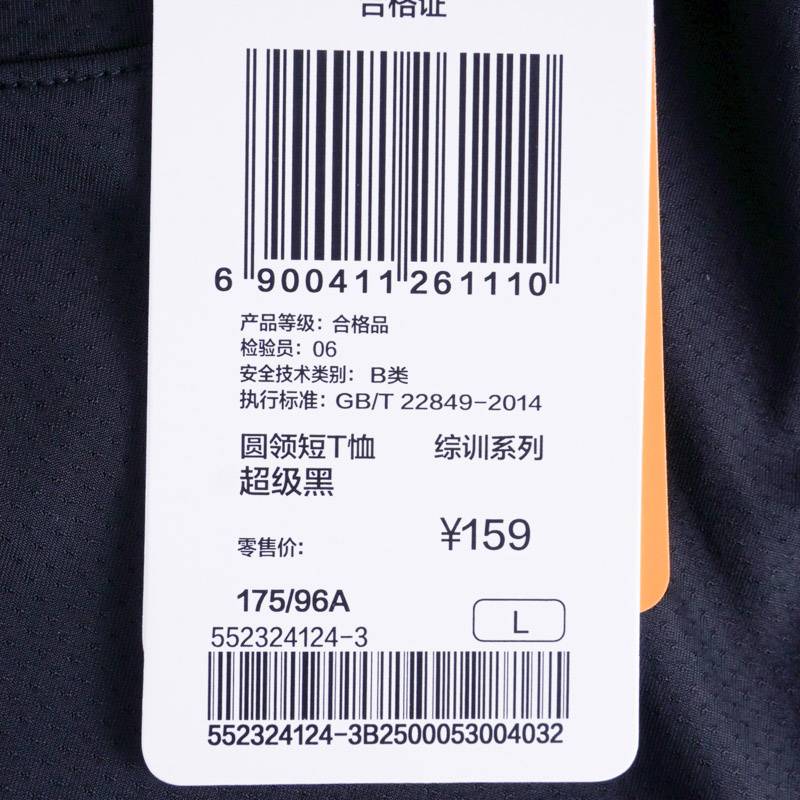 合格证
6 900411 261110
产品等级：合格品
检验员：06
安全技术类别： B类
执行标准：GB/T 22849-2014
圆领短T恤 综训系列
超级黑
零售价： ¥159
175/96A
L
552324124-3
552324124-3B2500053004032